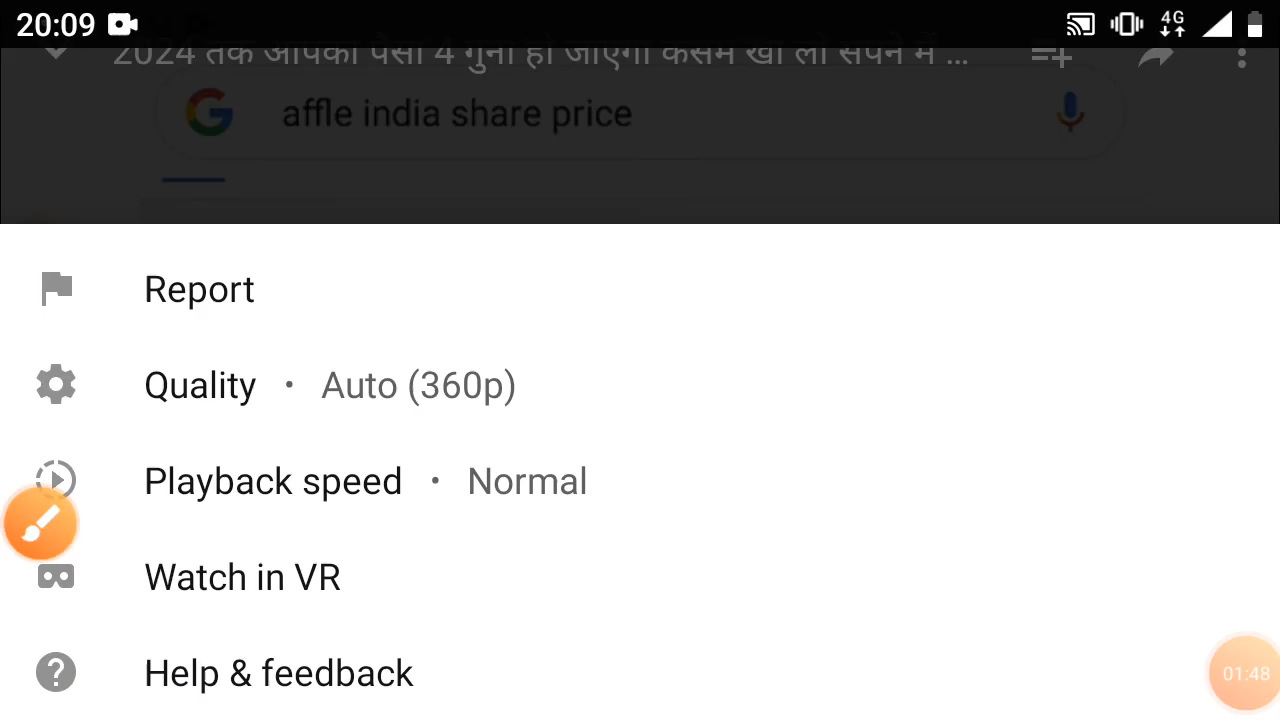 20:09 4G
2024 तक आपका पैसा 4 गुना हो जाएगा कसम खा लो सपने में ...
affle india share price
Report
Quality · Auto (360p)
Playback speed · Normal
Watch in VR
Help & feedback
01:48